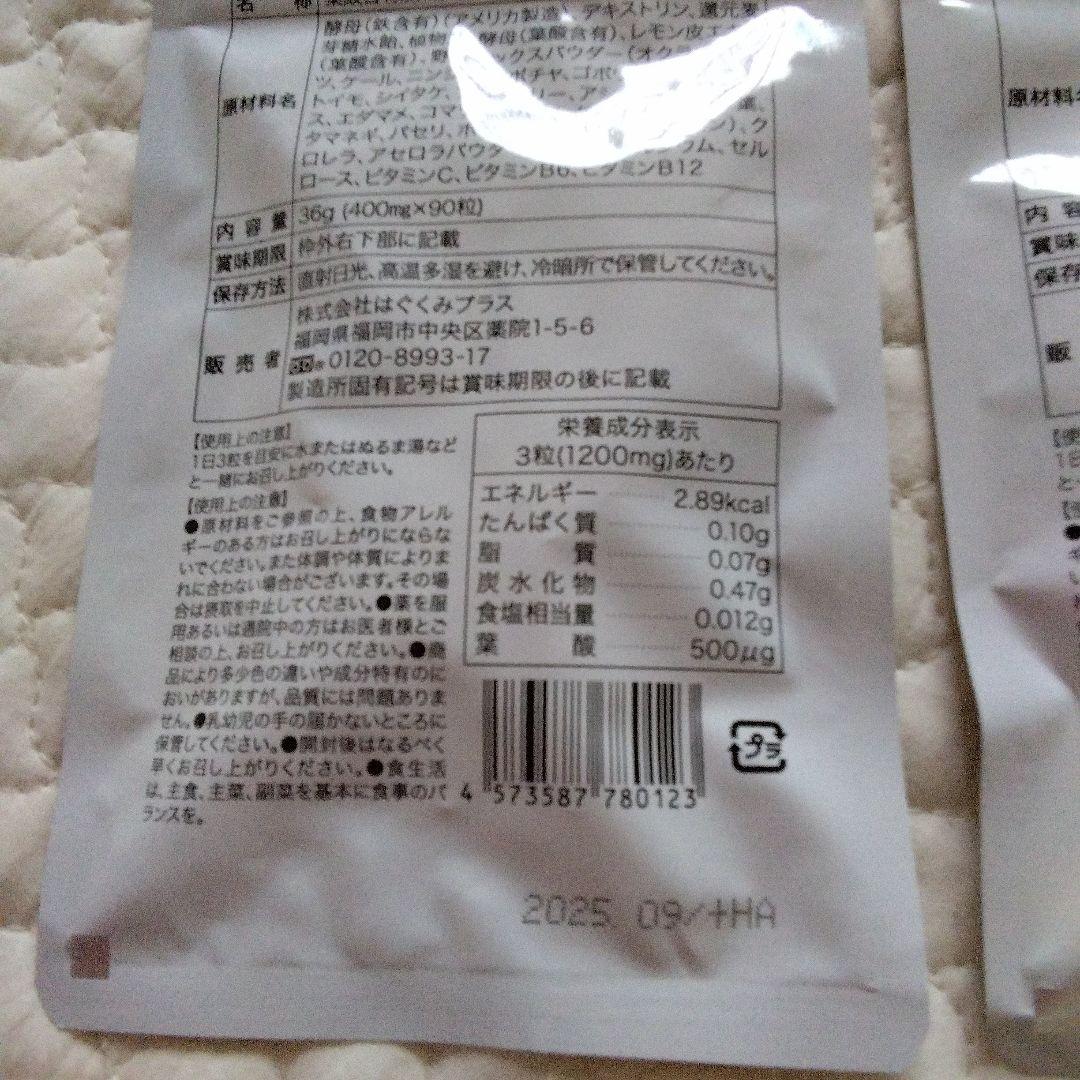 名 称
原材料名
酵母(鉄含有)(アメリカ製造)、デキストリン、還元麦
芽糖水飴、植物 酵母(葉酸含有)、レモン皮エ
(葉酸含有)、野 ックスパウダー(オクラ
ツ、ケール、ニンジ ボチャ、ゴボ
トイモ、シイタケ、 リー、ア
ス、エダマメ、ゴマ
タマネギ、パセリ、 ン)、ク
ロレラ、アセロラパウダ ウム、セル
ロース、ビタミンC、ビタミンB6、ビタミンB12
内容量 36g (400mg×90粒)
賞味期限 枠外右下部に記載
保存方法 直射日光、高温多湿を避け、冷暗所で保管してください。
販売者 株式会社はぐくみプラス
福岡県福岡市中央区薬院1-5-6
0120-8993-17
製造所固有記号は賞味期限の後に記載
【使用上の注意】
1日3粒を目安に水またはぬるま湯など
と一緒にお召し上がりください。
【使用上の注意】
●原材料をご参照の上、食物アレル
ギーのある方はお召し上がりにならな
いでください。また体調や体質によりま
れに合わない場合がございます。その場
合は摂取を中止してください。●薬を服
用あるいは通院中の方はお医者様とご
相談の上、お召し上がりください。●商
品により多少色の違いや成分特有のに
おいがありますが、品質には問題ありま
せん。●乳幼児の手の届かないところに
保管してください。●開封後はなるべく
早くお召し上がりください。●食生活
は、主食、主菜、副菜を基本に食事のバ
ランスを。
栄養成分表示
3粒(1200mg)あたり
エネルギー 2.89kcal
たんぱく質 0.10g
脂質 0.07g
炭水化物 0.47g
食塩相当量 0.012g
葉酸 500μg
4 573587 780123
プラ
2025. 09/+HA
原材料名
内容
賞味
保存
販